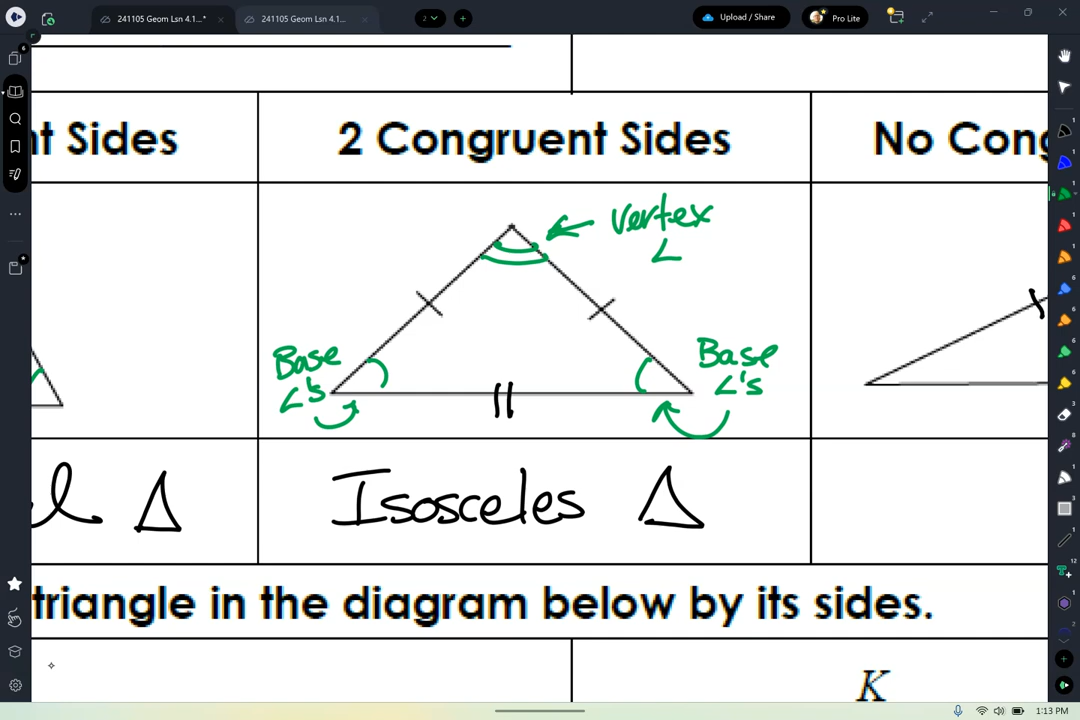 241105 Geom Lsn 4.1...*
241105 Geom Lsn 4.1...
2
Upload / Share
Pro Lite
nt Sides
2 Congruent Sides
No Cong
vertex
∠
Base
∠'s
Base
∠'s
Isosceles Δ
l Δ
triangle in the diagram below by its sides.
K
1:13 PM